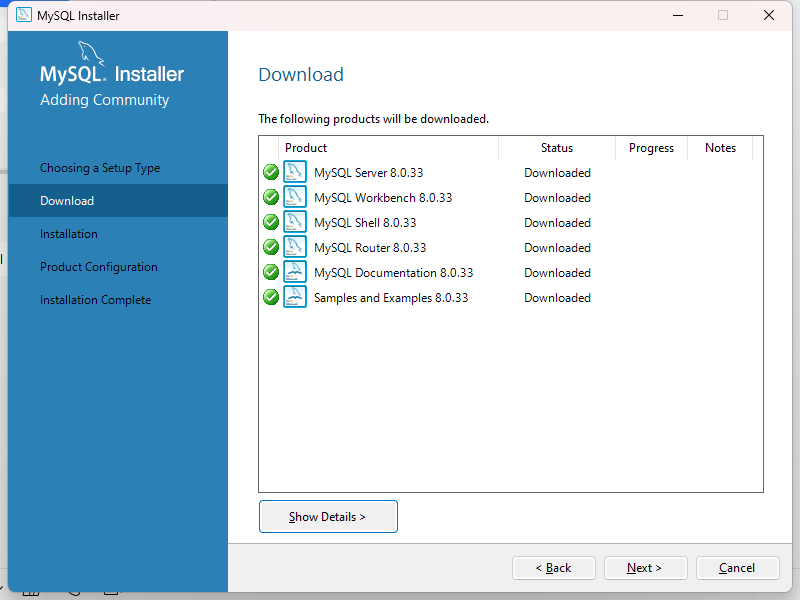 MySQL Installer
MySQL. Installer
Adding Community
Choosing a Setup Type
Download
Installation
Product Configuration
Installation Complete
Download
The following products will be downloaded.
Product Status Progress Notes
MySQL Server 8.0.33 Downloaded
MySQL Workbench 8.0.33 Downloaded
MySQL Shell 8.0.33 Downloaded
MySQL Router 8.0.33 Downloaded
MySQL Documentation 8.0.33 Downloaded
Samples and Examples 8.0.33 Downloaded
Show Details >
< Back Next > Cancel